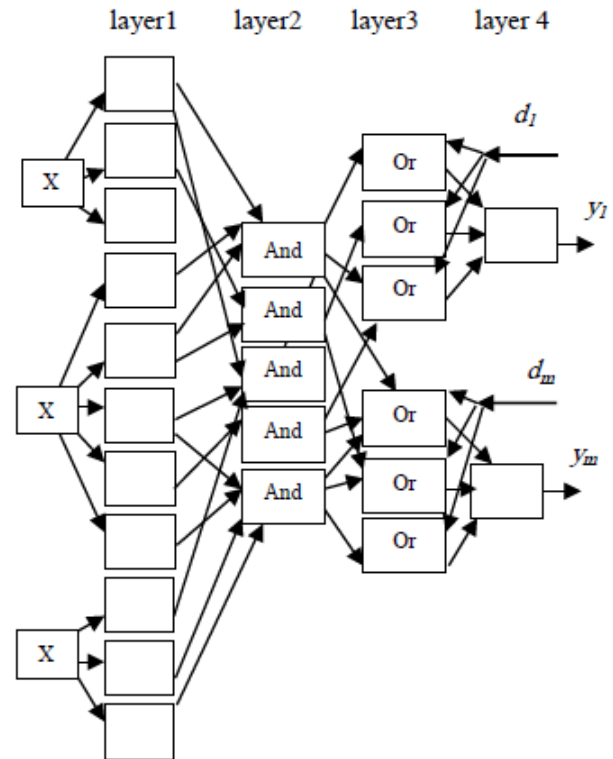 layer1 layer2 layer3 layer 4
d1
Or
X
Or
y1
And
Or
And
And
dm
X
Or
And
ym
And
Or
Or
X